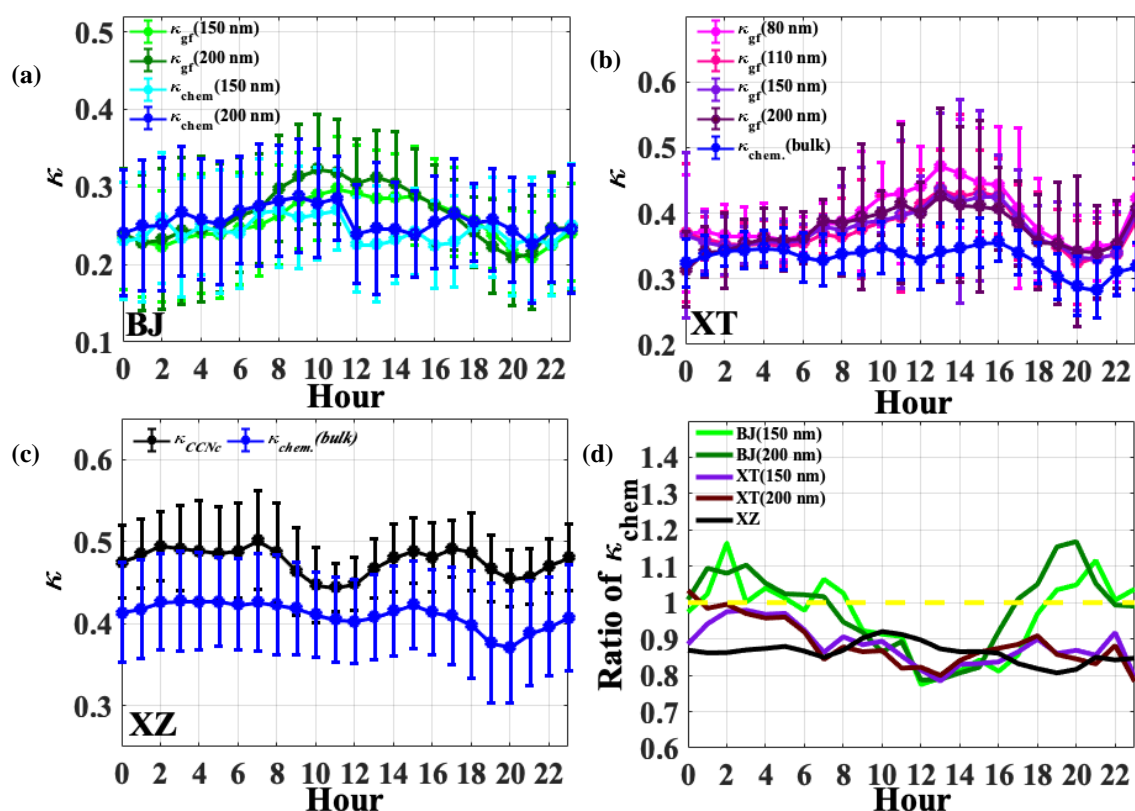 (a)
κgf(150 nm)
κgf(200 nm)
κchem(150 nm)
κchem(200 nm)
0.5
0.4
0.3
0.2
0.1
κ
BJ
0 2 4 6 8 10 12 14 16 18 20 22
Hour
(b)
κgf(80 nm)
κgf(110 nm)
κgf(150 nm)
κgf(200 nm)
κchem.(bulk)
0.6
0.5
0.4
0.3
0.2
κ
XT
0 2 4 6 8 10 12 14 16 18 20 22
Hour
(c)
κCCNc κchem.(bulk)
0.6
0.5
0.4
0.3
κ
XZ
0 2 4 6 8 10 12 14 16 18 20 22
Hour
(d)
BJ(150 nm)
BJ(200 nm)
XT(150 nm)
XT(200 nm)
XZ
1.4
1.3
1.2
1.1
1
0.9
0.8
0.7
0.6
Ratio of κchem
0 2 4 6 8 10 12 14 16 18 20 22
Hour